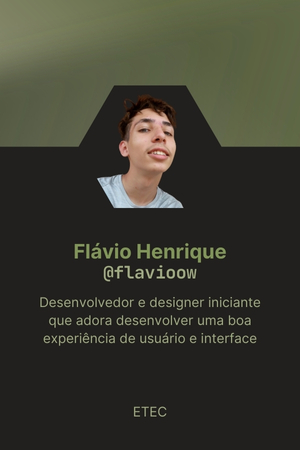 Flávio Henrique
@flavioow
Desenvolvedor e designer iniciante
que adora desenvolver uma boa
experiência de usuário e interface
ETEC